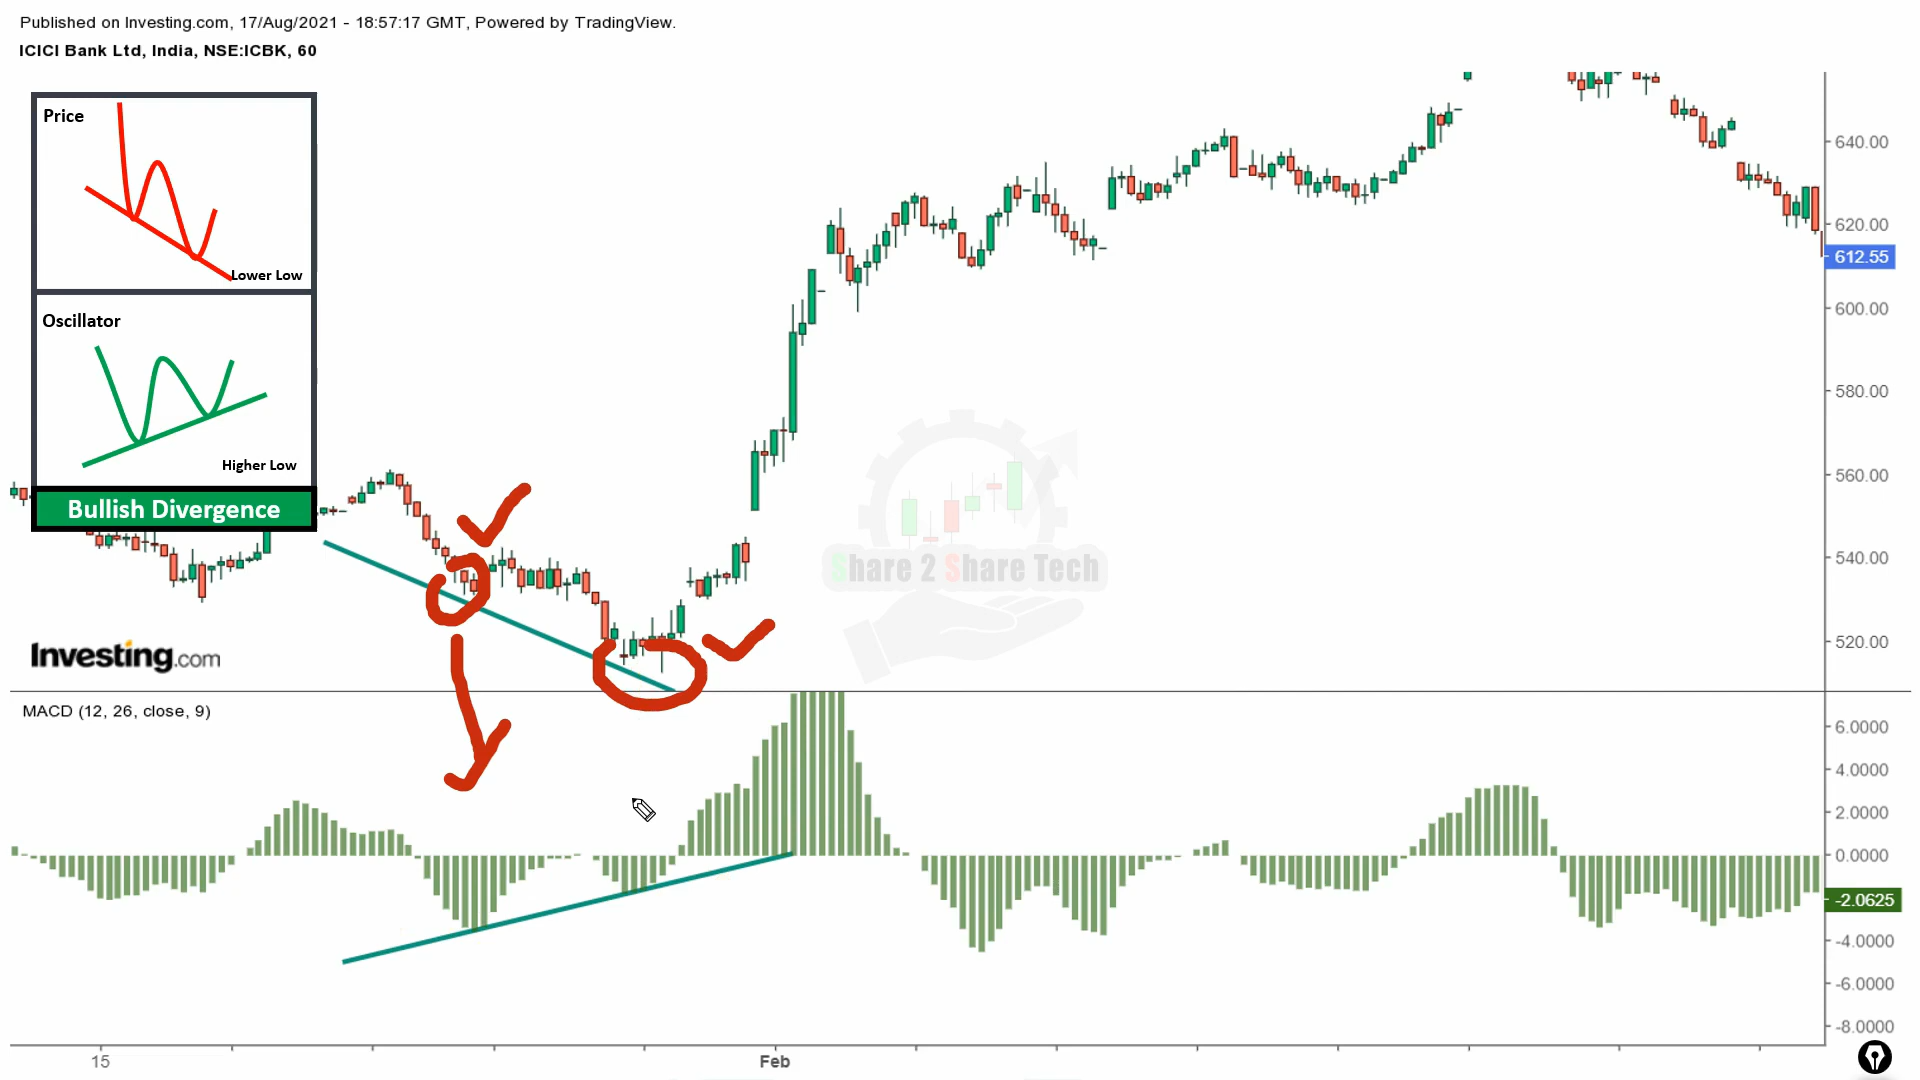 Published on Investing.com, 17/Aug/2021 - 18:57:17 GMT, Powered by TradingView.
ICICI Bank Ltd, India, NSE:ICBK, 60
Price
Lower Low
Oscillator
Higher Low
Bullish Divergence
640.00
620.00
612.55
600.00
580.00
560.00
540.00
520.00
Share 2 Share Tech
Investing.com
MACD (12, 26, close, 9)
6.0000
4.0000
2.0000
0.0000
-2.0625
-4.0000
-6.0000
-8.0000
15
Feb